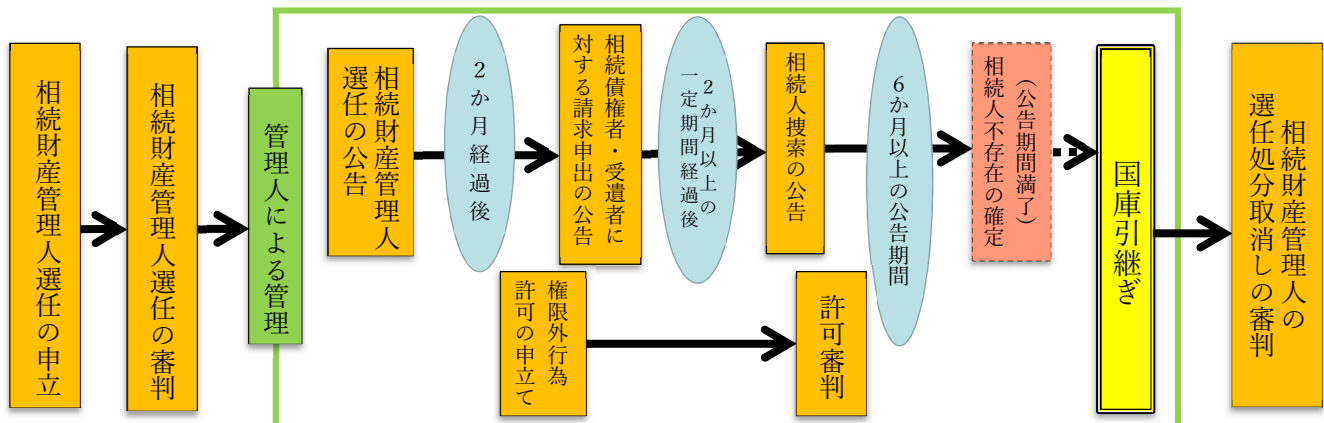 相続財産管理人選任の申立
相続財産管理人選任の審判
管理人による管理
相続財産管理人
選任の公告
2か月経過後
相続債権者・受遺者に
対する請求申出の公告
2か月以上の
一定期間経過後
相続人捜索の公告
6か月以上の公告期間
(公告期間満了)
相続人不存在の確定
国庫引継ぎ
相続財産管理人の
選任処分取消しの審判
権限外行為
許可の申立て
許可審判